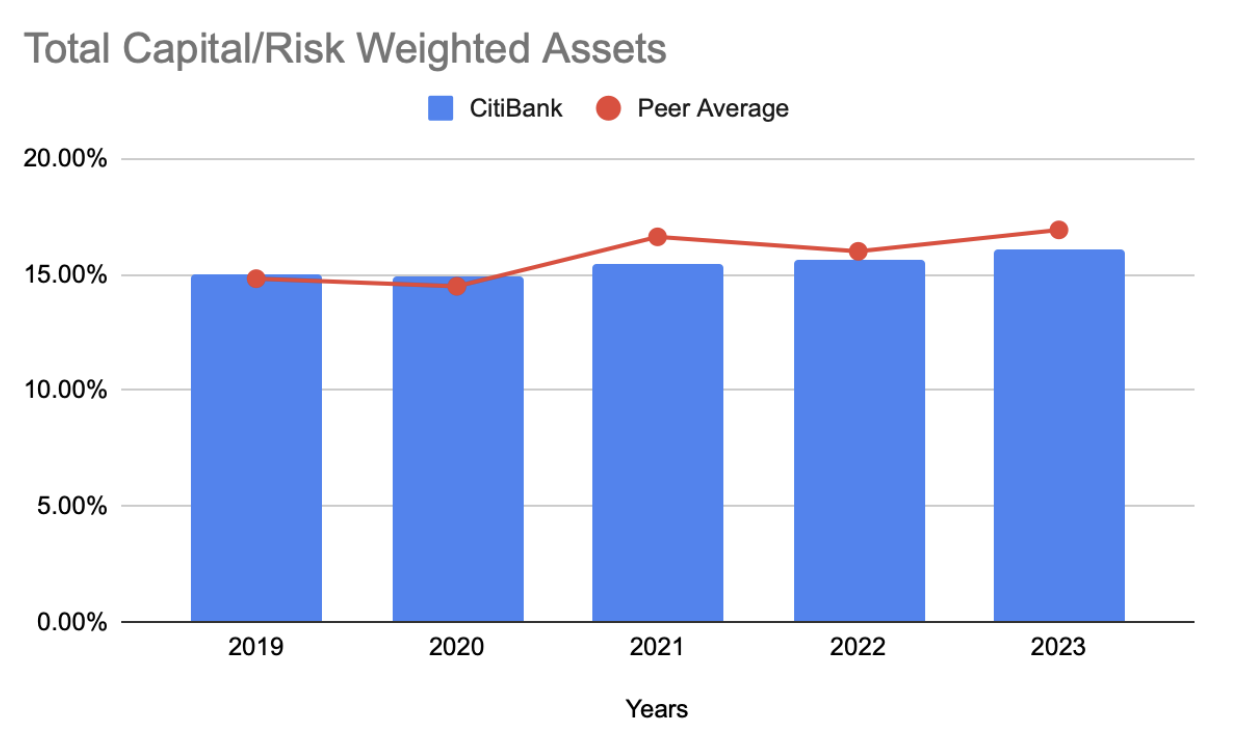 Total Capital/Risk Weighted Assets
CitiBank Peer Average
20.00%
15.00%
10.00%
5.00%
0.00%
2019 2020 2021 2022 2023
Years